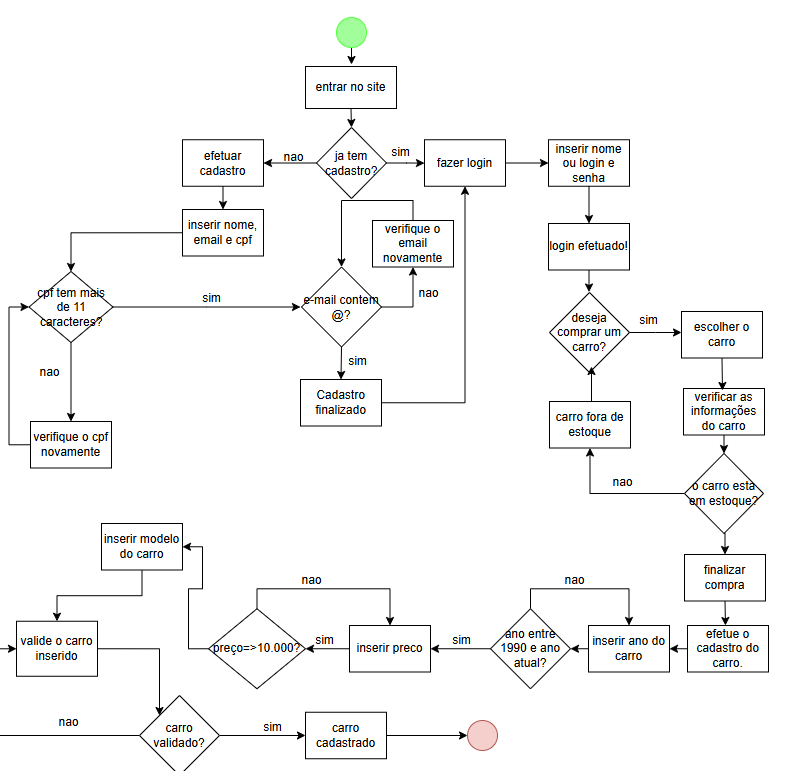 entrar no site
ja tem
cadastro?
nao
sim
efetuar
cadastro
fazer login
inserir nome
ou login e
senha
inserir nome,
email e cpf
verifique o
email
novamente
login efetuado!
cpf tem mais
de 11
caracteres?
sim
e-mail contem
@?
nao
deseja
comprar um
carro?
sim
escolher o
carro
nao
sim
Cadastro
finalizado
verificar as
informações
do carro
carro fora de
estoque
verifique o cpf
novamente
nao
o carro esta
em estoque?
inserir modelo
do carro
finalizar
compra
nao
nao
valide o carro
inserido
preço=>10.000?
sim
inserir preco
sim
ano entre
1990 e ano
atual?
inserir ano do
carro
efetue o
cadastro do
carro.
nao
carro
validado?
sim
carro
cadastrado